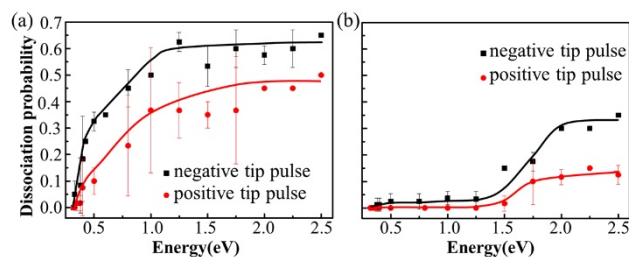 (a)
(b)
Dissociation probability
0.7
0.6
0.5
0.4
0.3
0.2
0.1
0.0
negative tip pulse
positive tip pulse
negative tip pulse
positive tip pulse
0.5 1.0 1.5 2.0 2.5
0.5 1.0 1.5 2.0 2.5
Energy(eV)
Energy(eV)